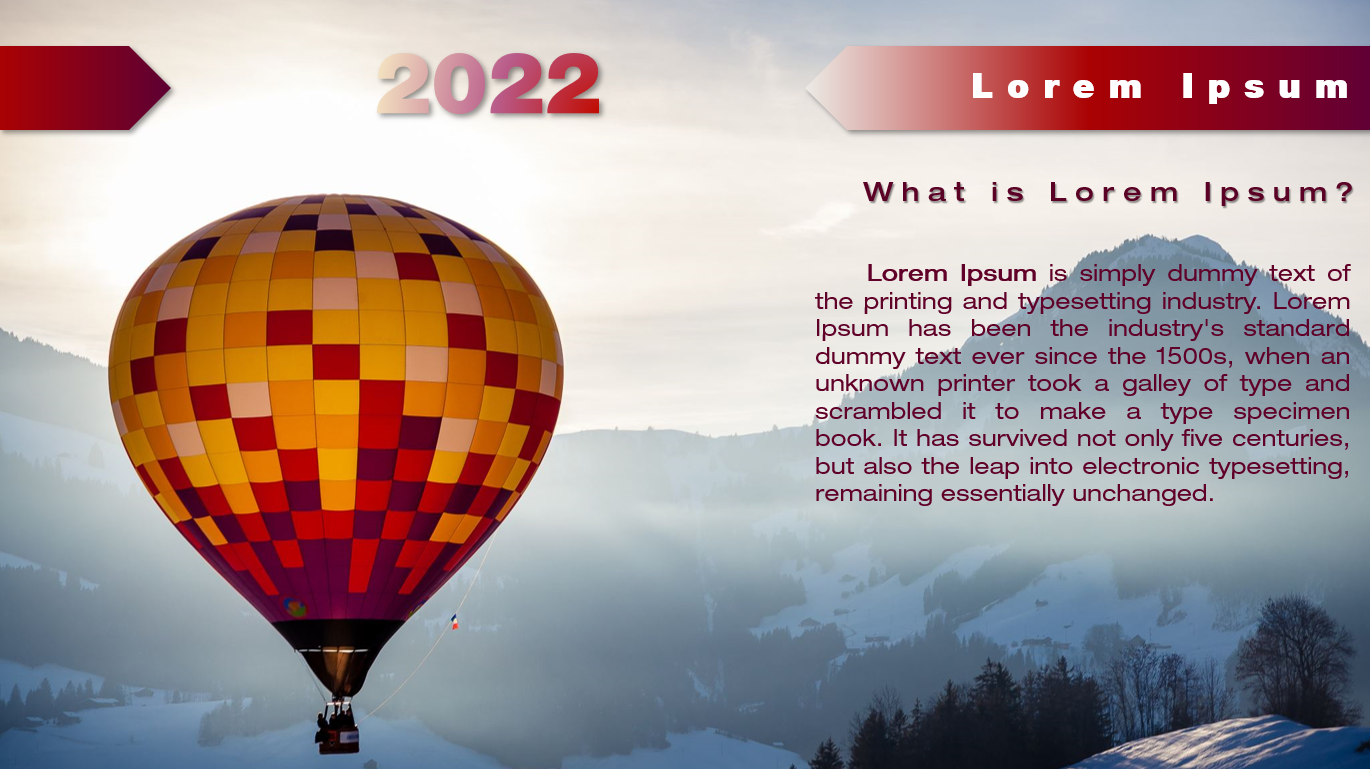 2022
Lorem Ipsum
What is Lorem Ipsum?
Lorem Ipsum is simply dummy text of
the printing and typesetting industry. Lorem
Ipsum has been the industry's standard
dummy text ever since the 1500s, when an
unknown printer took a galley of type and
scrambled it to make a type specimen
book. It has survived not only five centuries,
but also the leap into electronic typesetting,
remaining essentially unchanged.